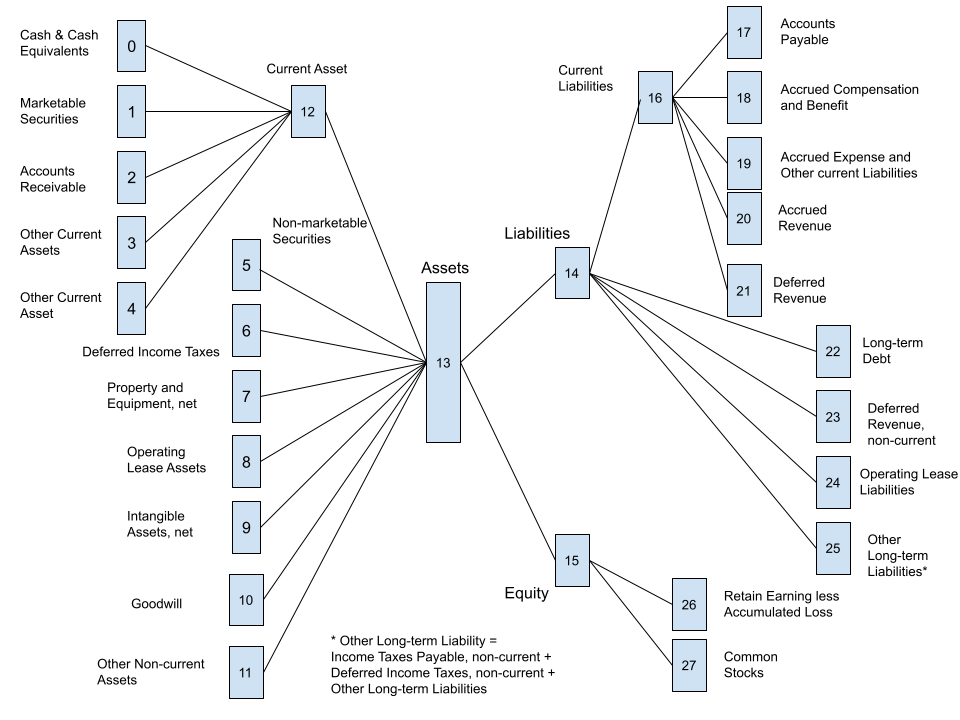 Cash & Cash
Equivalents
0
Marketable
Securities
1
Accounts
Receivable
2
Other Current
Assets
3
Other Current
Asset
4
Current Asset
12
Non-marketable
Securities
5
6
Deferred Income Taxes
Property and
Equipment, net
7
Operating
Lease Assets
8
Intangible
Assets, net
9
Goodwill
10
Other Non-current
Assets
11
Assets
13
Liabilities
14
Equity
15
Current
Liabilities
16
17
Accounts
Payable
18
Accrued Compensation
and Benefit
19
Accrued Expense and
Other current Liabilities
20
Accrued
Revenue
21
Deferred
Revenue
22
Long-term
Debt
23
Deferred
Revenue,
non-current
24
Operating Lease
Liabilities
25
Other
Long-term
Liabilities*
26
Retain Earning less
Accumulated Loss
27
Common
Stocks
* Other Long-term Liability =
Income Taxes Payable, non-current +
Deferred Income Taxes, non-current +
Other Long-term Liabilities